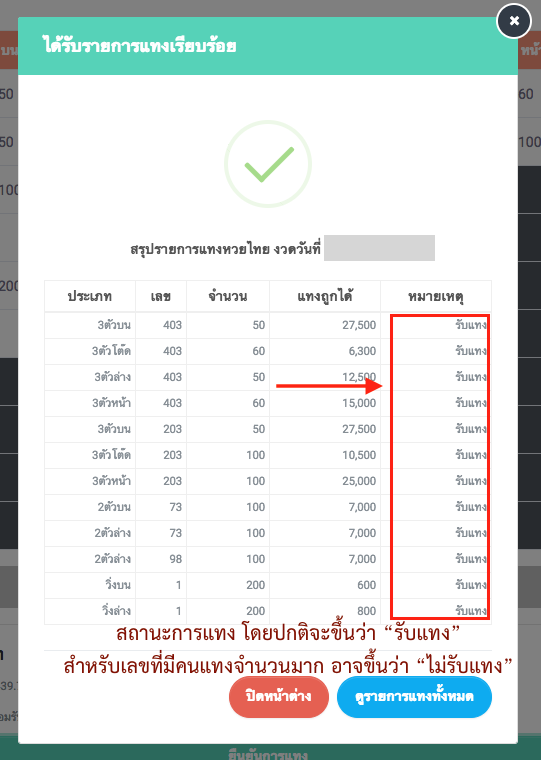 ได้รับรายการแทงเรียบร้อย
บน
หน้า
50
60
50
100
100
200
สรุปรายการแทงหวยไทย งวดวันที่
ประเภท เลข จำนวน แทงถูกได้ หมายเหตุ
3ตัวบน 403 50 27,500 รับแทง
3ตัวโต๊ด 403 60 6,300 รับแทง
3ตัวล่าง 403 50 12,500 รับแทง
3ตัวหน้า 403 60 15,000 รับแทง
3ตัวบน 203 50 27,500 รับแทง
3ตัวโต๊ด 203 100 10,500 รับแทง
3ตัวหน้า 203 100 25,000 รับแทง
2ตัวบน 73 100 7,000 รับแทง
2ตัวล่าง 73 100 7,000 รับแทง
2ตัวล่าง 98 100 7,000 รับแทง
วิ่งบน 1 200 600 รับแทง
วิ่งล่าง 1 200 800 รับแทง
สถานะการแทง โดยปกติจะขึ้นว่า “รับแทง”
สำหรับเลขที่มีคนแทงจำนวนมาก อาจขึ้นว่า “ไม่รับแทง”
ปิดหน้าต่าง ดูรายการแทงทั้งหมด
ยืนยันการแทง